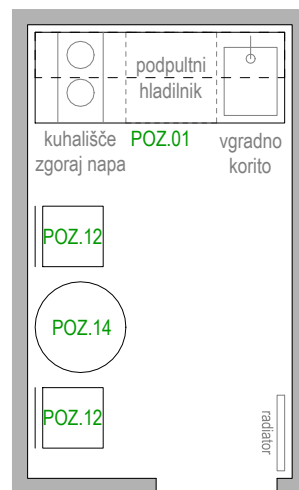 podpultni
hladilnik
kuhališče
zgoraj napa
POZ.01
vgradno
korito
POZ.12
POZ.14
POZ.12
radiator